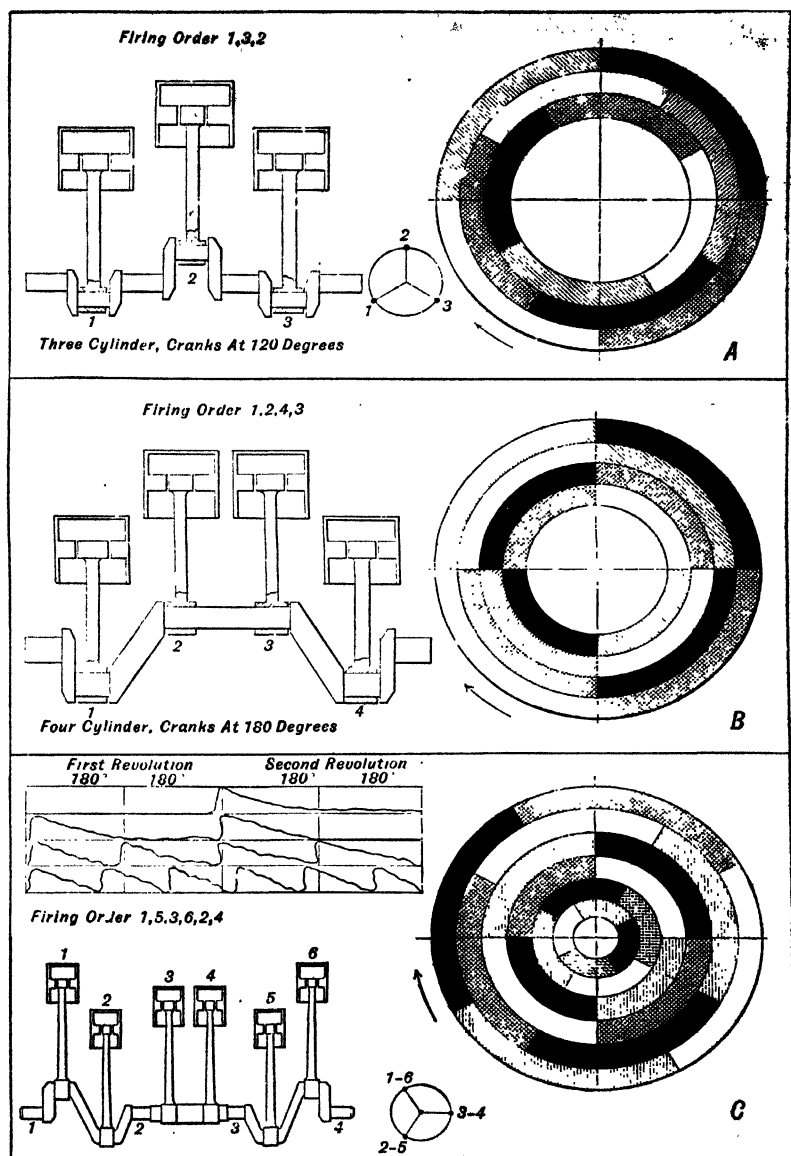 Firing Order 1,3,2
2
1
3
2
1
3
Three Cylinder, Cranks At 120 Degrees
A
Firing Order 1,2,4,3
2
3
1
4
Four Cylinder, Cranks At 180 Degrees
B
First Revolution Second Revolution
180° 180° 180° 180°
Firing Order 1,5.3,6,2,4
1
2
3
4
5
6
1
2
3
4
1-6
3-4
2-5
C